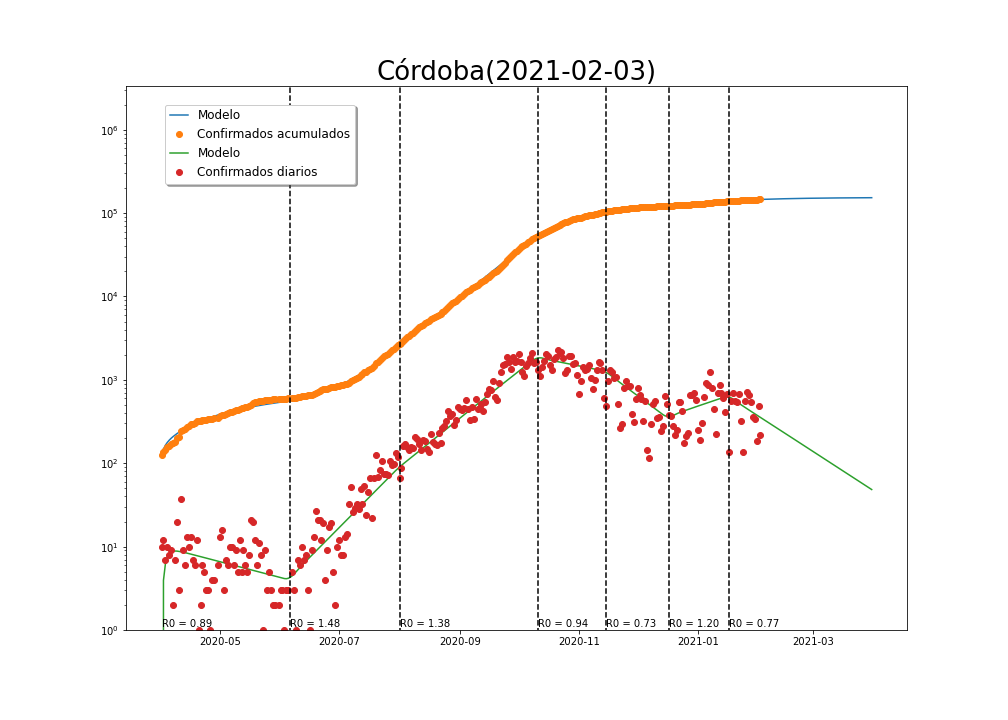 Córdoba(2021-02-03)
Modelo
Confirmados acumulados
Modelo
Confirmados diarios
10⁶
10⁵
10⁴
10³
10²
10¹
10⁰
R0 = 0.89 R0 = 1.48 R0 = 1.38 R0 = 0.94 R0 = 0.73 R0 = 1.20 R0 = 0.77
2020-05 2020-07 2020-09 2020-11 2021-01 2021-03